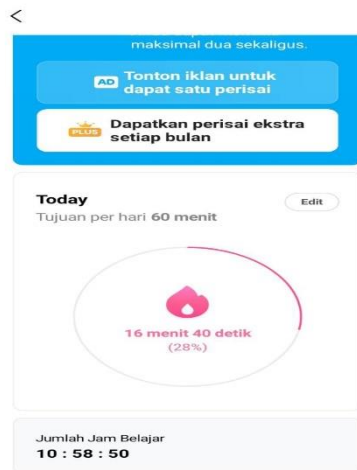 maksimal dua sekaligus.
AD Tonton iklan untuk
dapat satu perisai
PLUS Dapatkan perisai ekstra
setiap bulan
Today
Edit
Tujuan per hari 60 menit
16 menit 40 detik
(28%)
Jumlah Jam Belajar
10 : 58 : 50